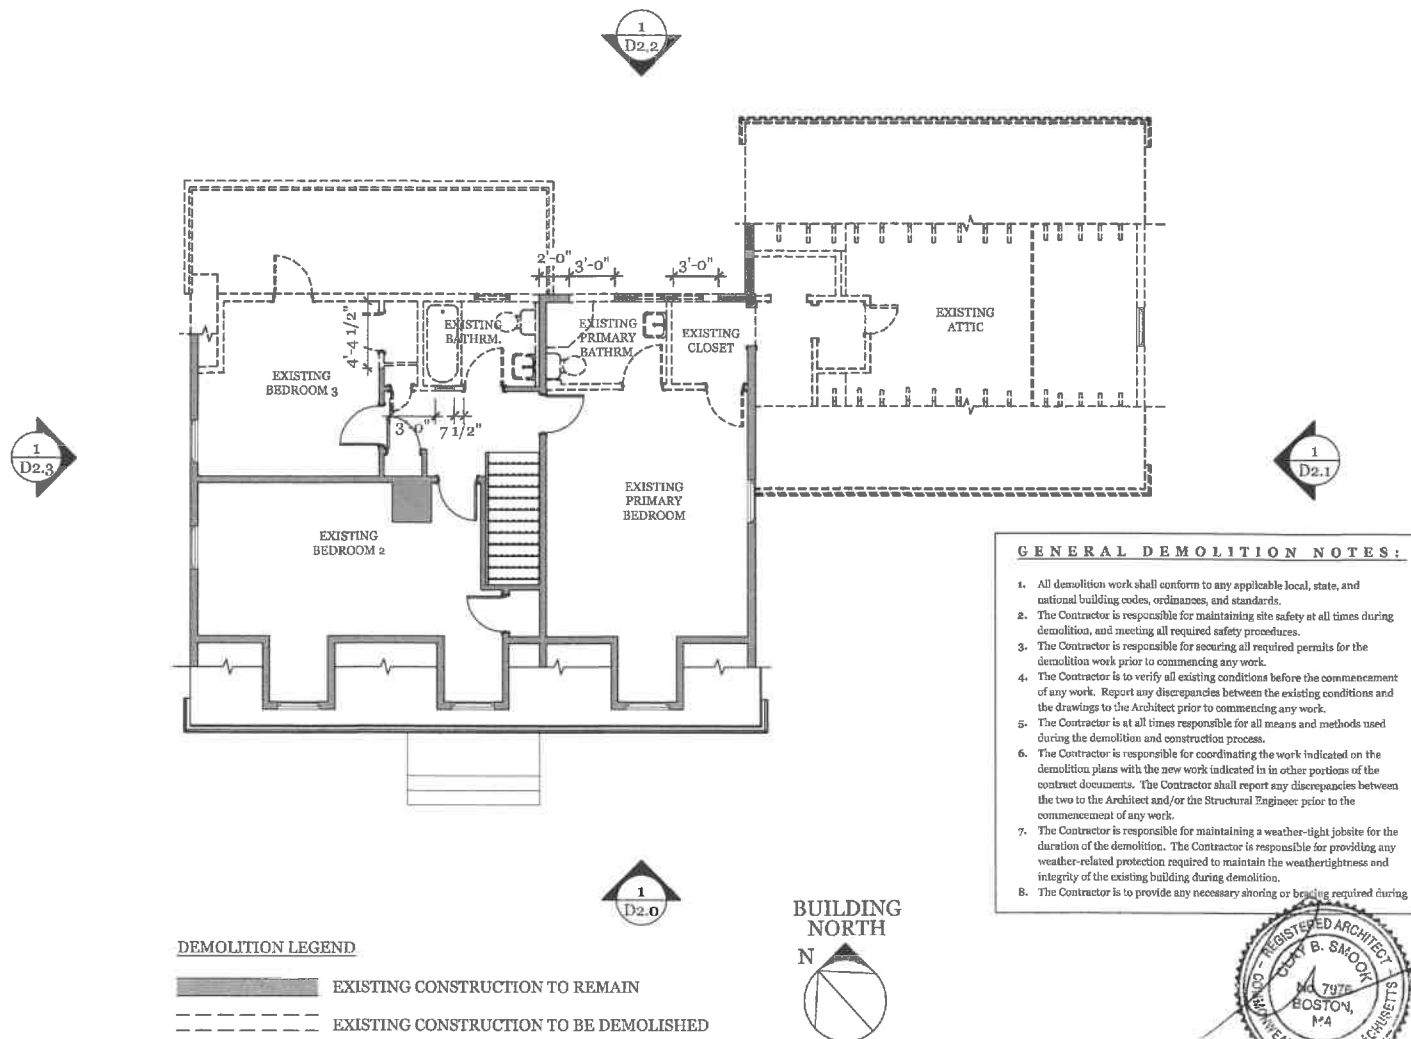 1
D2.2
2'-0"
3'-0"
3'-0"
4'-4 1/2"
EXISTING
BATHRM.
EXISTING
PRIMARY
BATHRM
EXISTING
CLOSET
EXISTING
ATTIC
EXISTING
BEDROOM 3
3'-0"
7 1/2"
1
D2.3
1
D2.1
EXISTING
PRIMARY
BEDROOM
EXISTING
BEDROOM 2
GENERAL DEMOLITION NOTES:
1. All demolition work shall conform to any applicable local, state, and
national building codes, ordinances, and standards.
2. The Contractor is responsible for maintaining site safety at all times during
demolition, and meeting all required safety procedures.
3. The Contractor is responsible for securing all required permits for the
demolition work prior to commencing any work.
4. The Contractor is to verify all existing conditions before the commencement
of any work. Report any discrepancies between the existing conditions and
the drawings to the Architect prior to commencing any work.
5. The Contractor is at all times responsible for all means and methods used
during the demolition and construction process.
6. The Contractor is responsible for coordinating the work indicated on the
demolition plans with the new work indicated in in other portions of the
contract documents. The Contractor shall report any discrepancies between
the two to the Architect and/or the Structural Engineer prior to the
commencement of any work.
7. The Contractor is responsible for maintaining a weather-tight jobsite for the
duration of the demolition. The Contractor is responsible for providing any
weather-related protection required to maintain the weathertightness and
integrity of the existing building during demolition.
8. The Contractor is to provide any necessary shoring or bracing required during
1
D2.0
BUILDING
NORTH
N
DEMOLITION LEGEND
EXISTING CONSTRUCTION TO REMAIN
EXISTING CONSTRUCTION TO BE DEMOLISHED
REGISTERED ARCHITECT
CLAY B. SMOOK
No. 7976
BOSTON,
MA